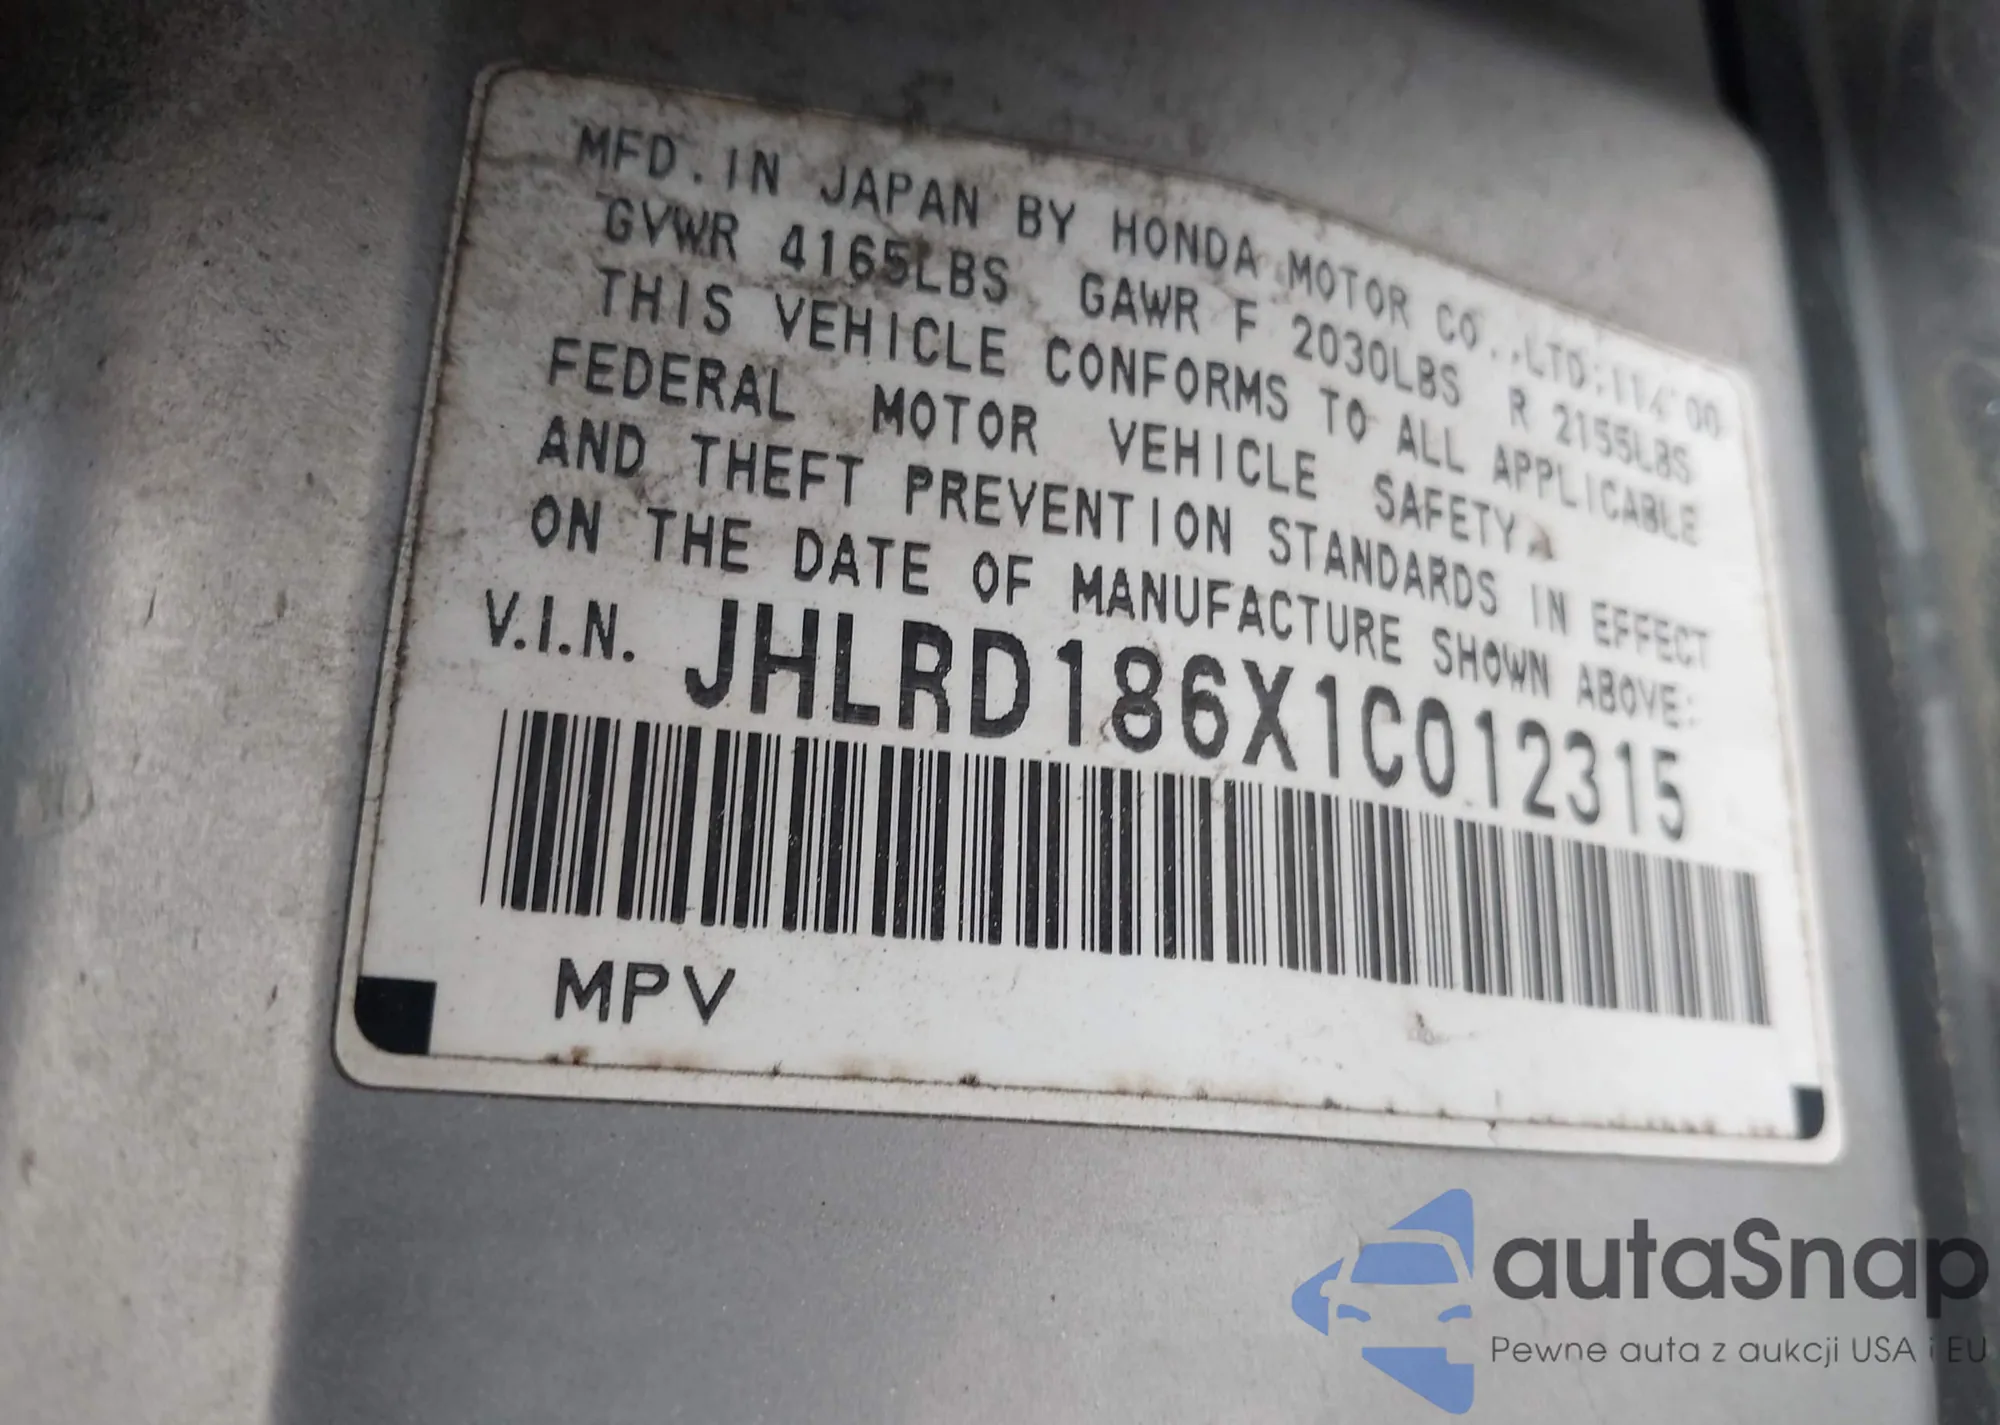 MFD. IN JAPAN BY HONDA MOTOR CO.,LTD.
GVWR 4165LBS GAWR F 2030LBS R 2155LBS
THIS VEHICLE CONFORMS TO ALL APPLICABLE
FEDERAL MOTOR VEHICLE SAFETY
AND THEFT PREVENTION STANDARDS IN EFFECT
ON THE DATE OF MANUFACTURE SHOWN ABOVE:
V.I.N. JHLRD186X1C012315
MPV
autaSnap
Pewne auta z aukcji USA i EU